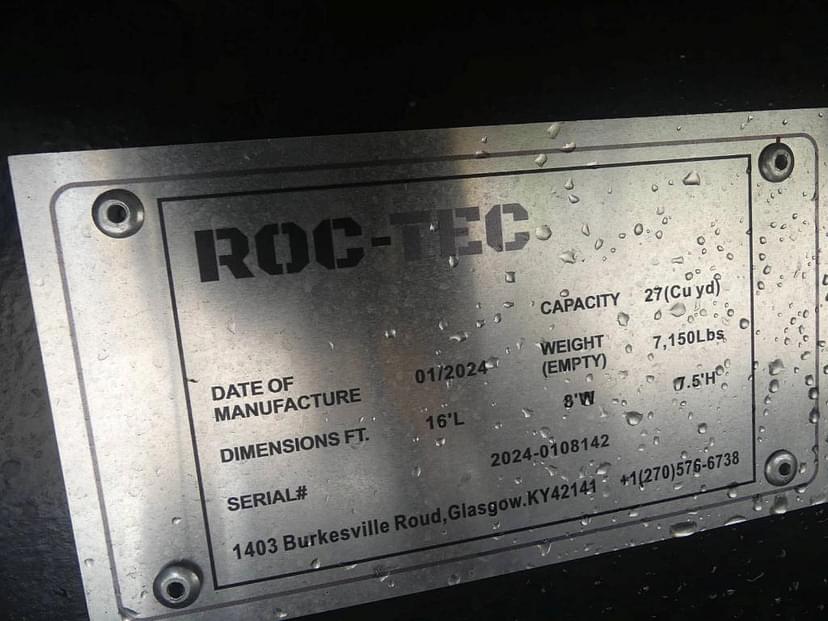 ROC-TEC
CAPACITY 27(Cu yd)
DATE OF MANUFACTURE 01/2024 WEIGHT (EMPTY) 7,150Lbs
DIMENSIONS FT. 16'L 8'W 7.5'H
SERIAL# 2024-0108142
1403 Burkesville Roud,Glasgow.KY42141 +1(270)576-6738